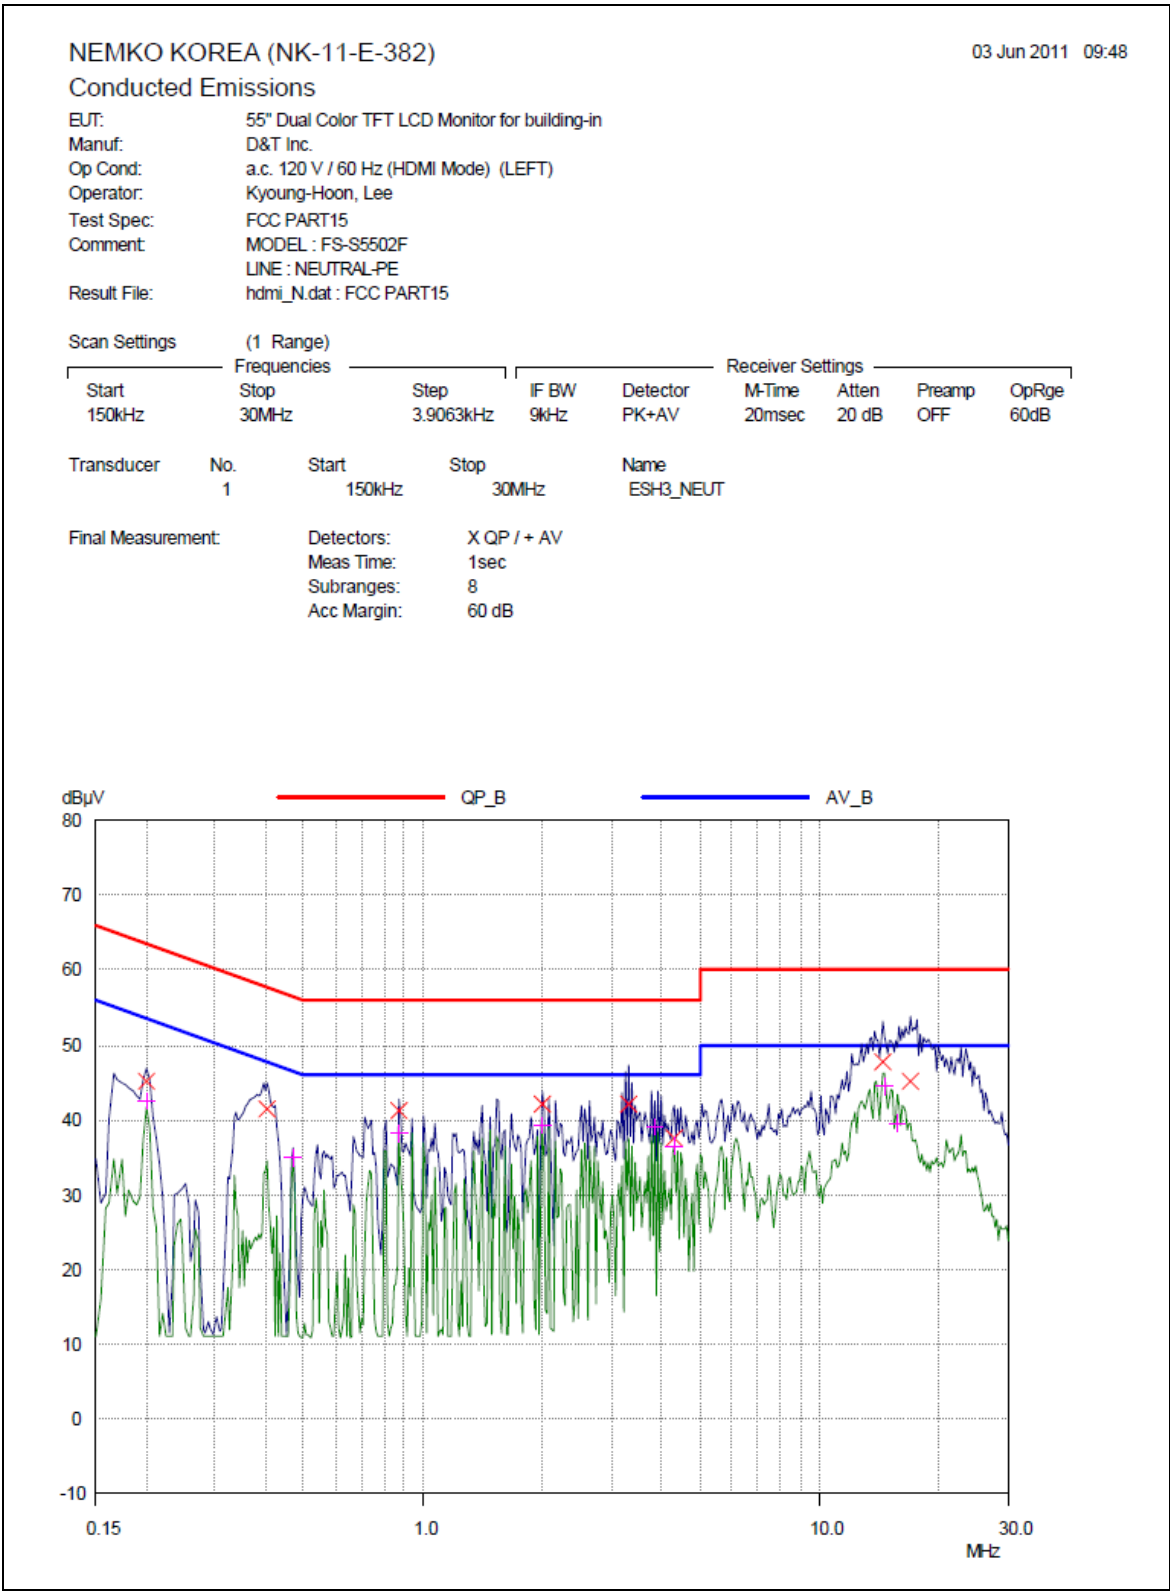 NEMKO KOREA (NK-11-E-382) 03 Jun 2011 09:48
Conducted Emissions
EUT: 55" Dual Color TFT LCD Monitor for building-in
Manuf: D&T Inc.
Op Cond: a.c. 120 V / 60 Hz (HDMI Mode) (LEFT)
Operator: Kyoung-Hoon, Lee
Test Spec: FCC PART15
Comment: MODEL : FS-S5502F
LINE : NEUTRAL-PE
Result File: hdmi_N.dat : FCC PART15
Scan Settings (1 Range)
Frequencies Receiver Settings
Start Stop Step IF BW Detector M-Time Atten Preamp OpRge
150kHz 30MHz 3.9063kHz 9kHz PK+AV 20msec 20 dB OFF 60dB
Transducer No. Start Stop Name
1 150kHz 30MHz ESH3_NEUT
Final Measurement: Detectors: X QP / + AV
Meas Time: 1sec
Subranges: 8
Acc Margin: 60 dB
dBµV QP_B AV_B
80
70
60
50
40
30
20
10
0
-10
0.15 1.0 10.0 30.0
MHz